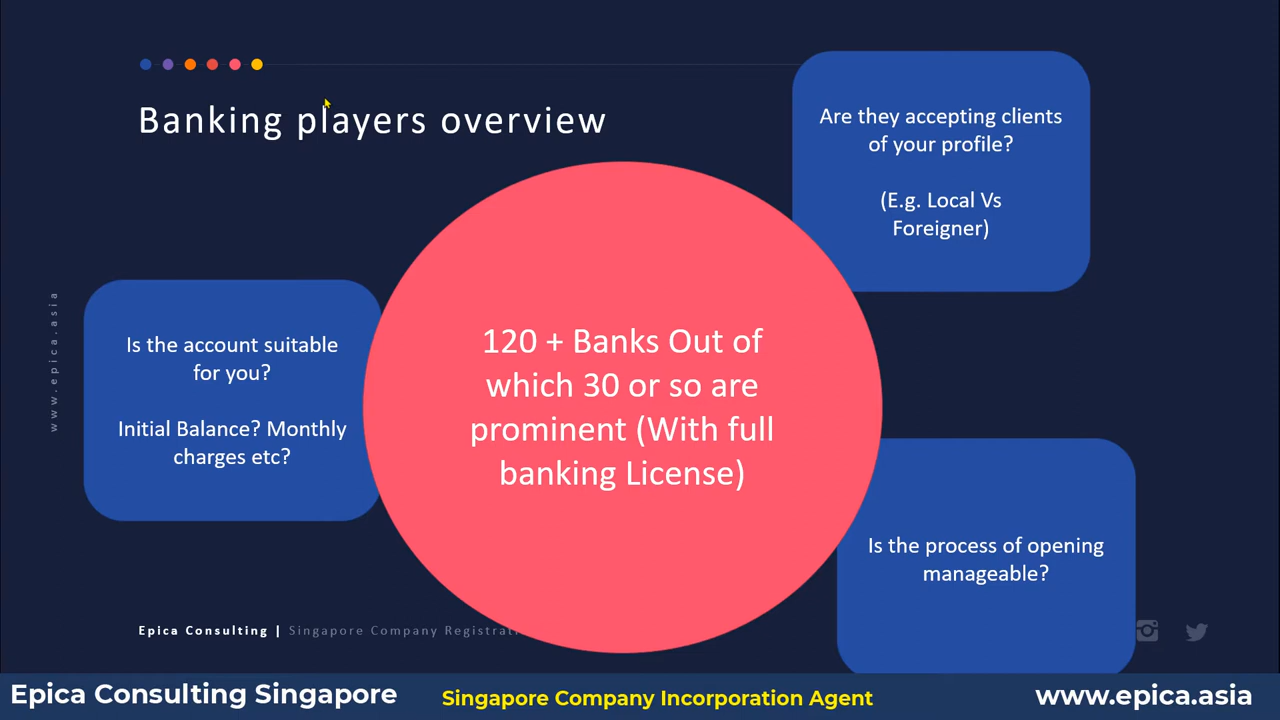 Banking players overview
Are they accepting clients
of your profile?
(E.g. Local Vs
Foreigner)
www.epica.asia
Is the account suitable
for you?
Initial Balance? Monthly
charges etc?
120 + Banks Out of
which 30 or so are
prominent (With full
banking License)
Is the process of opening
manageable?
Epica Consulting | Singapore Company Registrat
Epica Consulting Singapore
Singapore Company Incorporation Agent
www.epica.asia